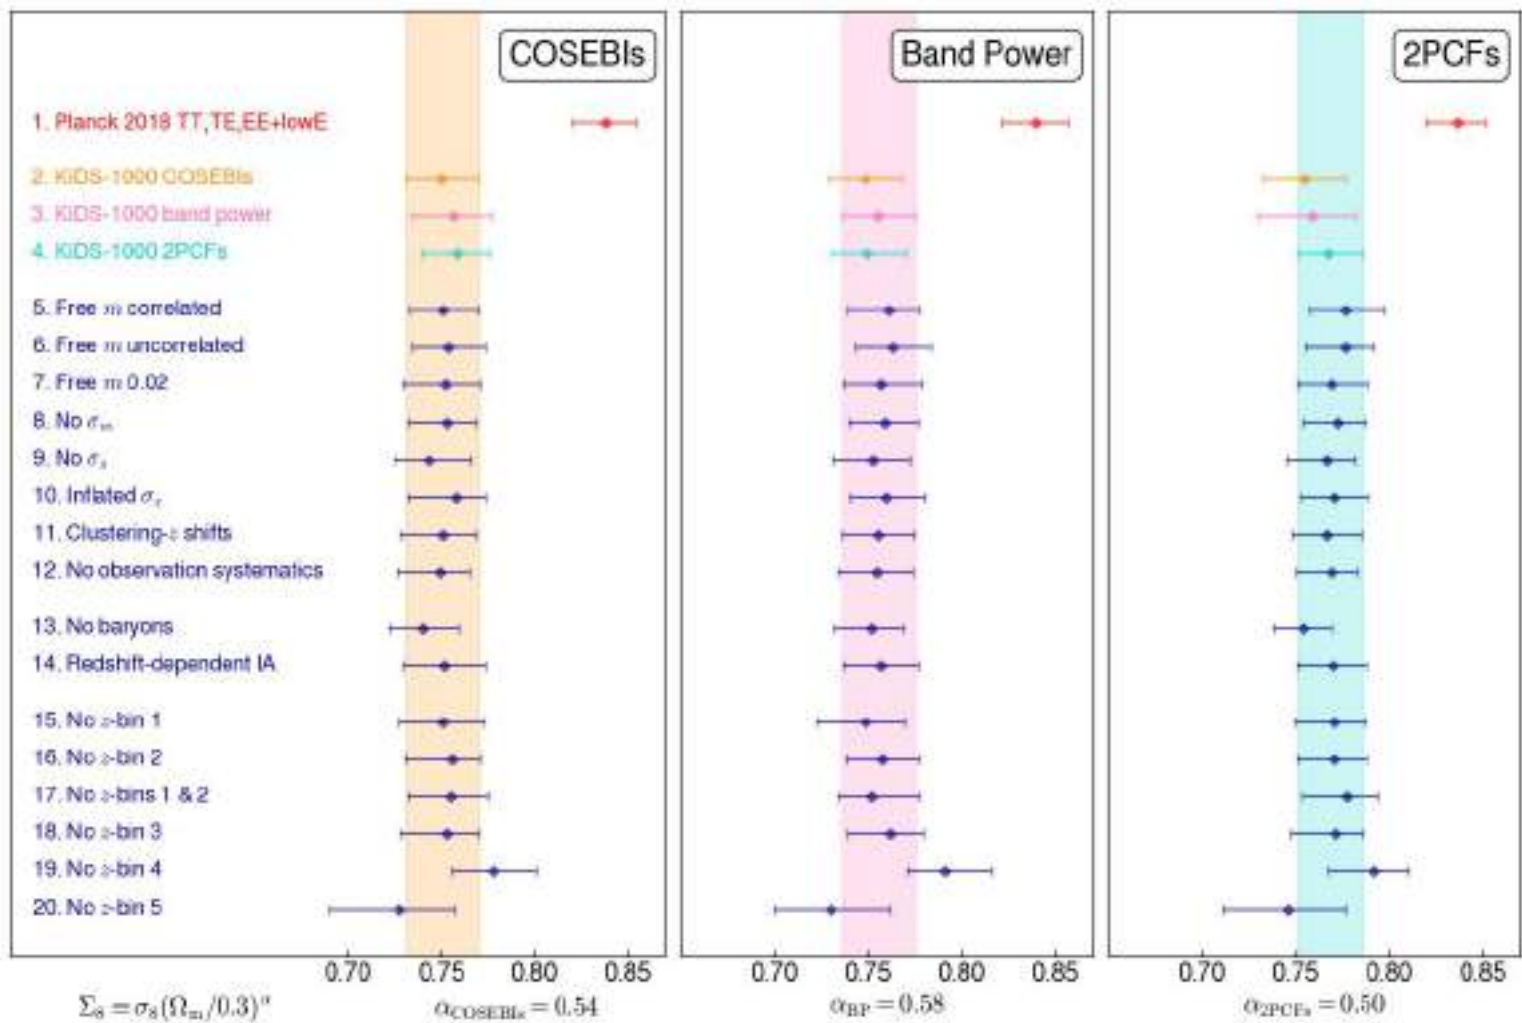 COSEBIs
Band Power
2PCFs
1. Planck 2018 TT,TE,EE+lowE
2. KiDS-1000 COSEBIs
3. KiDS-1000 band power
4. KiDS-1000 2PCFs
5. Free m correlated
6. Free m uncorrelated
7. Free m 0.02
8. No σₘ
9. No σ_z
10. Inflated σ_z
11. Clustering-z shifts
12. No observation systematics
13. No baryons
14. Redshift-dependent IA
15. No z-bin 1
16. No z-bin 2
17. No z-bins 1 & 2
18. No z-bin 3
19. No z-bin 4
20. No z-bin 5
0.70 0.75 0.80 0.85 0.70 0.75 0.80 0.85 0.70 0.75 0.80 0.85
Σ₈ = σ₈(Ωₘ/0.3)^α α_COSEBIs = 0.54 α_BP = 0.58 α_2PCFs = 0.50